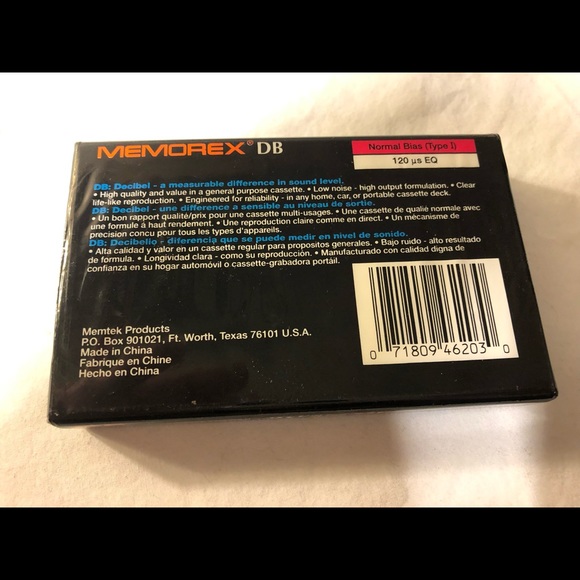 MEMOREX® DB
Normal Bias (Type I)
120 µs EQ
DB: Decibel - a measurable difference in sound level.
• High quality and value in a general purpose cassette. • Low noise - high output formulation. • Clear
life-like reproduction. • Engineered for reliability - in any home, car, or portable cassette deck.
DB: Decibel - une différence a sensible au niveau de sortie.
• Un bon rapport qualité/prix pour une cassette multi-usages. • Une cassette de qualié normale avec
une formule à haut rendement. • Une reproduction claire comme en direct. • Un mécanisme de
precision concu pour tous les types d'appareils.
DB: Decibelio - diferencia que se puede medir en nivel de sonido.
• Alta calidad y valor en un cassette regular para propositos generales. • Bajo ruido - alto resultado
de formula. • Longividad clara - como su reproducción. • Manufacturado con calidad digna de
confianza en su hogar automóvil o cassette-grabadora portáil.
Memtek Products
P.O. Box 901021, Ft. Worth, Texas 76101 U.S.A.
Made in China
Fabrique en Chine
Hecho en China
0 71809 46203 0